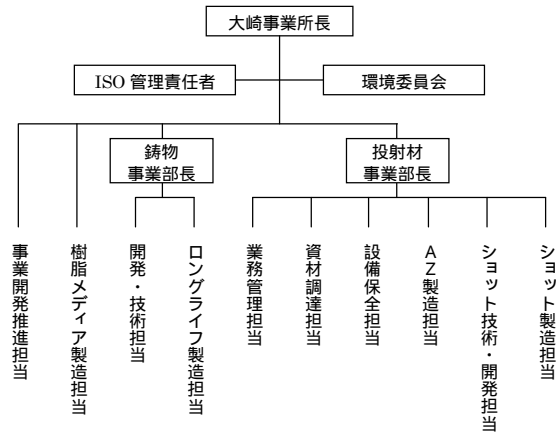 大崎事業所長
ISO 管理責任者
環境委員会
鋳物
事業部長
投射材
事業部長
事業開発推進担当
樹脂メディア製造担当
開発・技術担当
ロングライフ製造担当
業務管理担当
資材調達担当
設備保全担当
AZ製造担当
ショット技術・開発担当
ショット製造担当